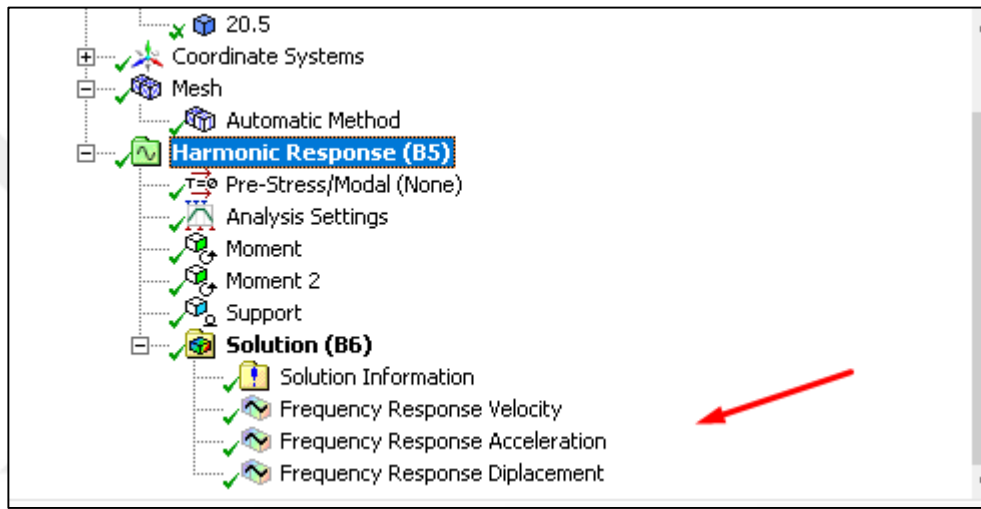 20.5
Coordinate Systems
Mesh
Automatic Method
Harmonic Response (B5)
T=0 Pre-Stress/Modal (None)
Analysis Settings
Moment
Moment 2
Support
Solution (B6)
Solution Information
Frequency Response Velocity
Frequency Response Acceleration
Frequency Response Diplacement